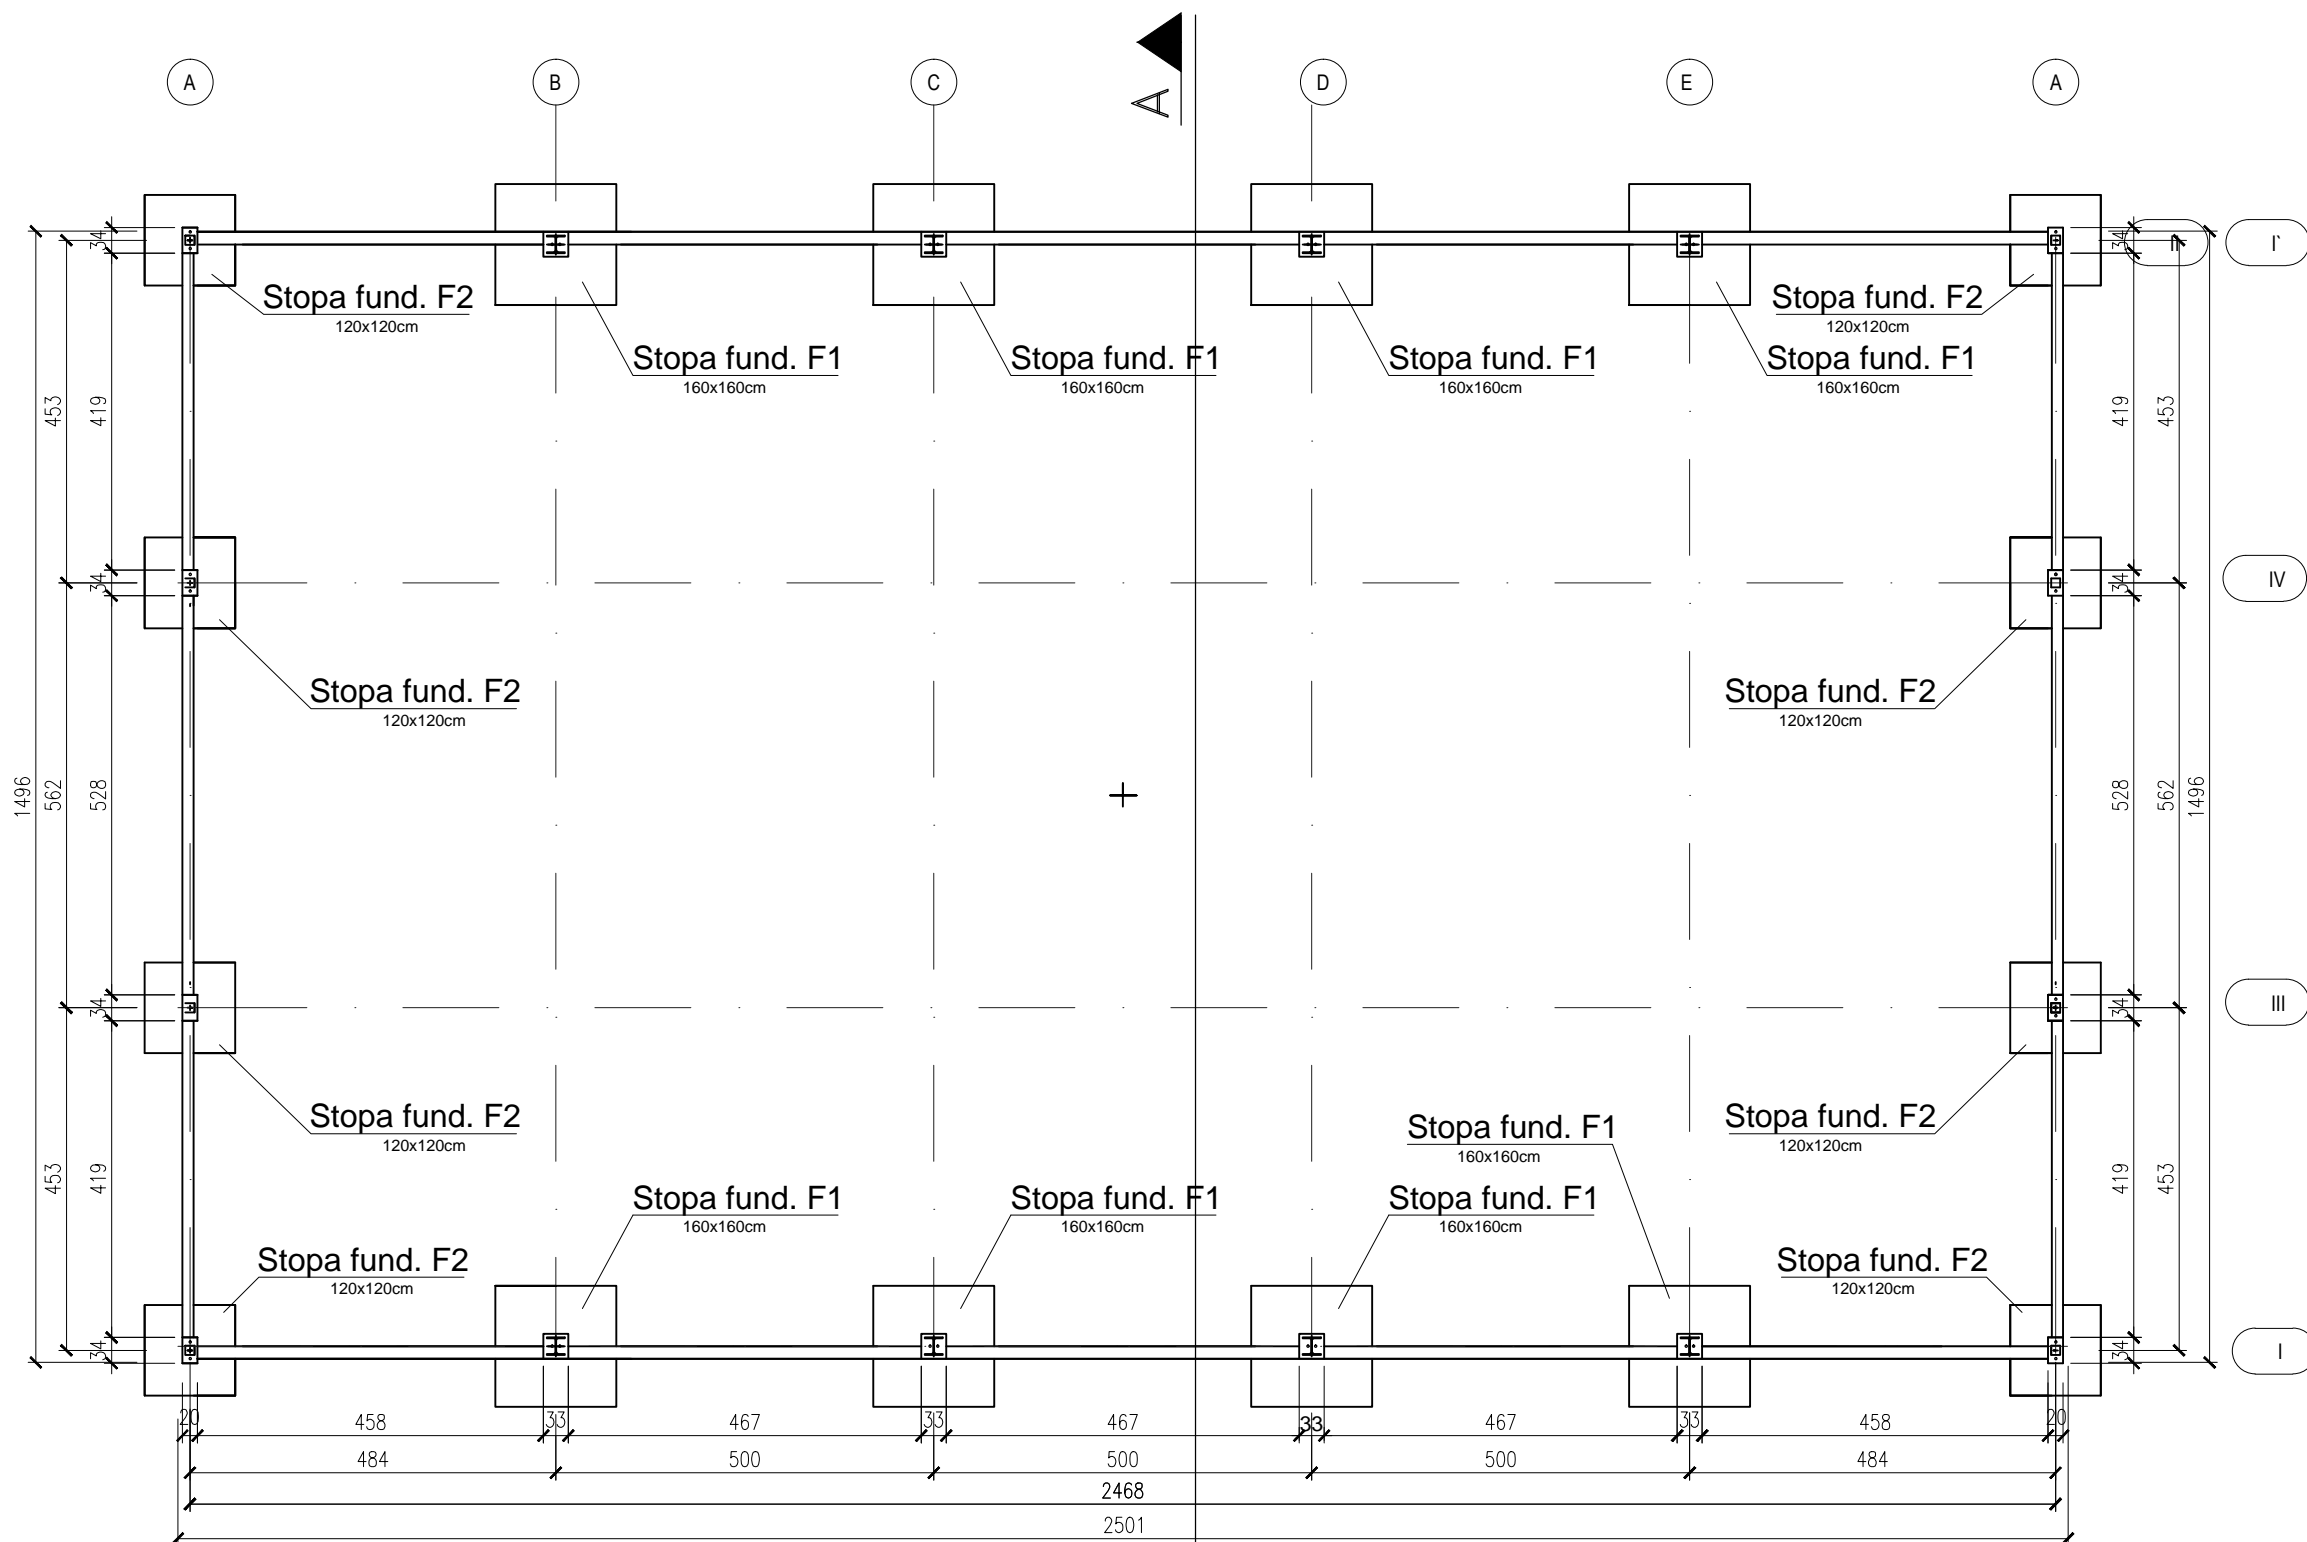 A
B
C
A
D
E
A
34
34
II
I`
Stopa fund. F2
120x120cm
Stopa fund. F2
120x120cm
Stopa fund. F1
160x160cm
Stopa fund. F1
160x160cm
Stopa fund. F1
160x160cm
Stopa fund. F1
160x160cm
453
419
419
453
34
34
IV
Stopa fund. F2
120x120cm
Stopa fund. F2
120x120cm
1496
562
528
528
562
1496
34
34
III
Stopa fund. F2
120x120cm
Stopa fund. F2
120x120cm
Stopa fund. F1
160x160cm
453
419
419
453
Stopa fund. F1
160x160cm
Stopa fund. F1
160x160cm
Stopa fund. F1
160x160cm
Stopa fund. F2
120x120cm
Stopa fund. F2
120x120cm
34
34
I
20
458
33
467
33
467
33
467
33
458
20
484
500
500
500
484
2468
2501